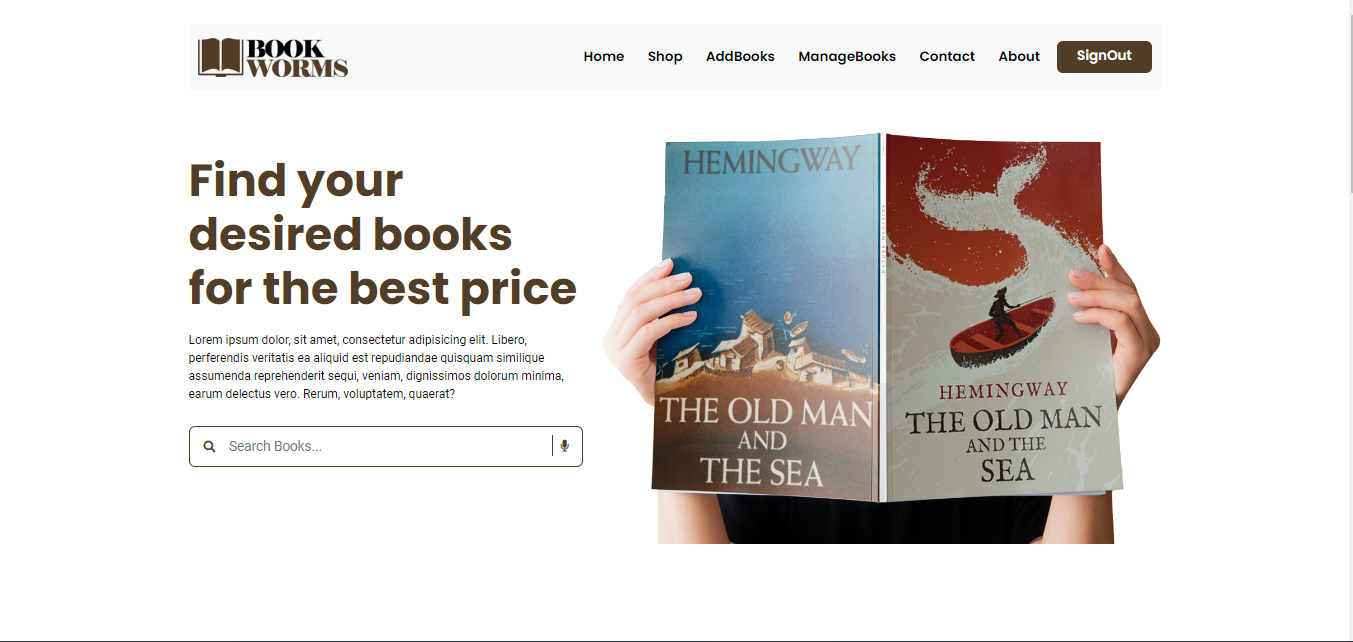 BOOK
WORMS
Home
Shop
AddBooks
ManageBooks
Contact
About
SignOut
Find your
desired books
for the best price
Lorem ipsum dolor, sit amet, consectetur adipisicing elit. Libero,
perferendis veritatis ea aliquid est repudiandae quisquam similique
assumenda reprehenderit sequi, veniam, dignissimos dolorum minima,
earum delectus vero. Rerum, voluptatem, quaerat?
Search Books...
HEMINGWAY
THE OLD MAN
AND
THE SEA
HEMINGWAY
THE OLD MAN
AND THE
SEA